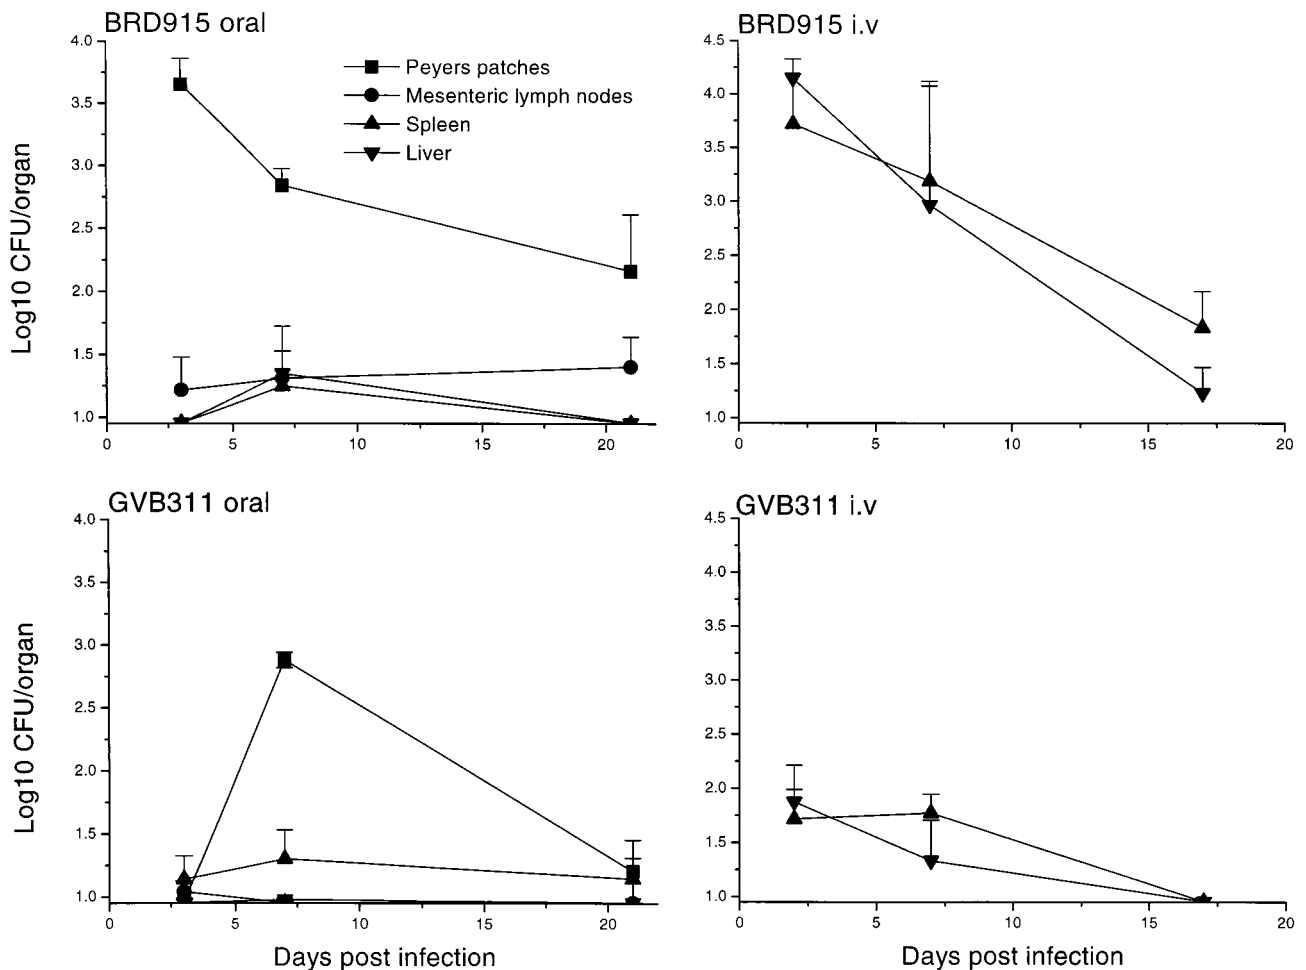 BRD915 oral
4.0
3.5
3.0
2.5
2.0
1.5
1.0
0 5 10 15 20
Log10 CFU/organ
Peyers patches
Mesenteric lymph nodes
Spleen
Liver
BRD915 i.v
4.5
4.0
3.5
3.0
2.5
2.0
1.5
1.0
0 5 10 15 20
GVB311 oral
4.0
3.5
3.0
2.5
2.0
1.5
1.0
0 5 10 15 20
Log10 CFU/organ
Days post infection
GVB311 i.v
4.5
4.0
3.5
3.0
2.5
2.0
1.5
1.0
0 5 10 15 20
Days post infection